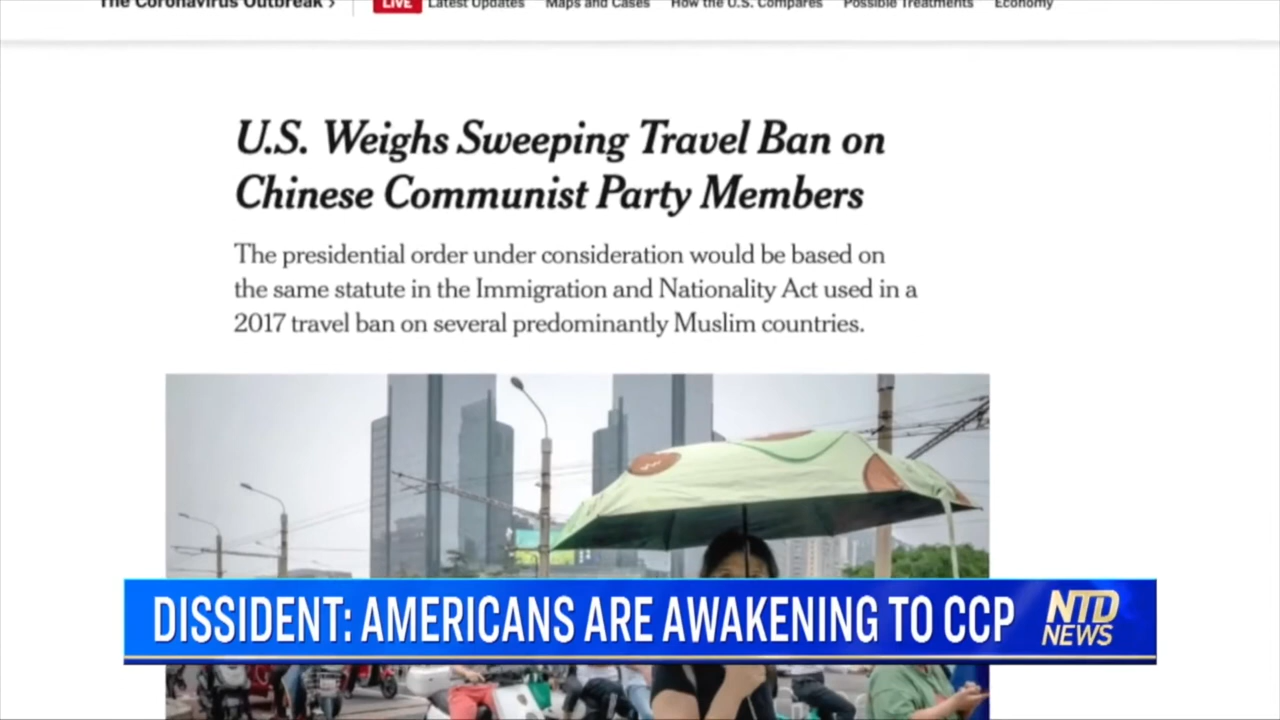 The Coronavirus Outbreak ›
LIVE Latest Updates Maps and Cases How the U.S. Compares Possible Treatments Economy
U.S. Weighs Sweeping Travel Ban on
Chinese Communist Party Members
The presidential order under consideration would be based on
the same statute in the Immigration and Nationality Act used in a
2017 travel ban on several predominantly Muslim countries.
DISSIDENT: AMERICANS ARE AWAKENING TO CCP
NTD
NEWS